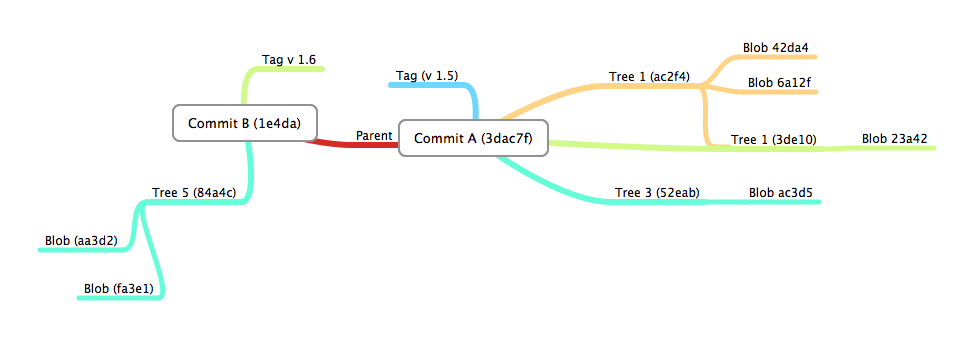 Tag v 1.6
Commit B (1e4da)
Parent
Tree 5 (84a4c)
Blob (aa3d2)
Blob (fa3e1)
Tag (v 1.5)
Commit A (3dac7f)
Tree 1 (ac2f4)
Blob 42da4
Blob 6a12f
Tree 1 (3de10)
Blob 23a42
Tree 3 (52eab)
Blob ac3d5